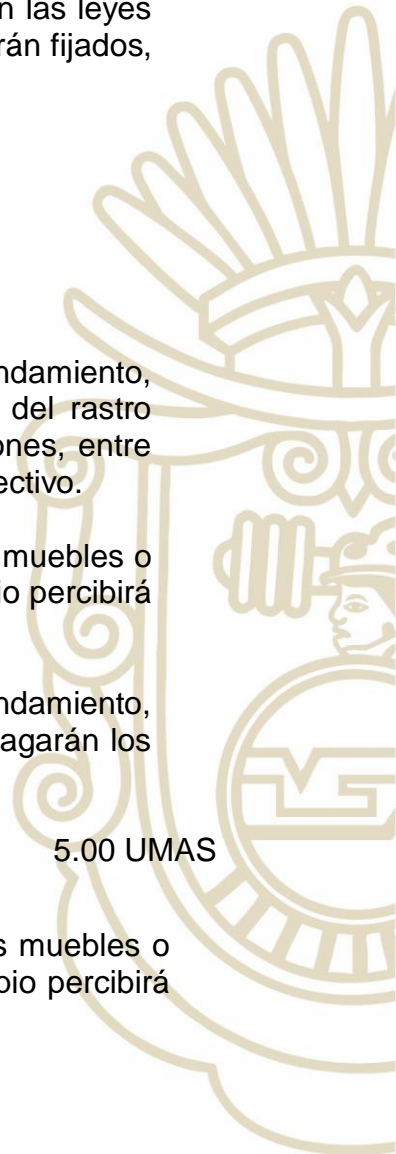 n las leyes
rán fijados,
ndamiento,
del rastro
ones, entre
ectivo.
muebles o
io percibirá
ndamiento,
agarán los
5.00 UMAS
s muebles o
pio percibirá